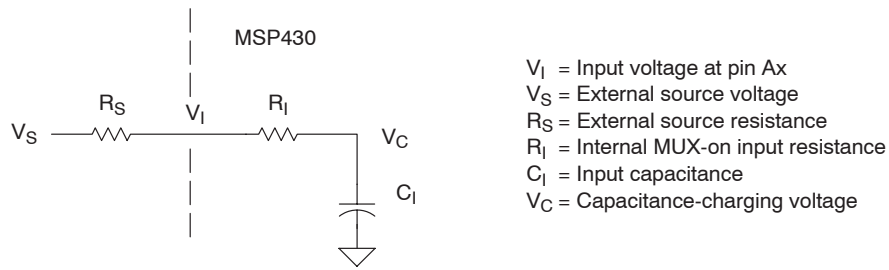 MSP430
R_S
V_I
R_I
V_S
V_C
C_I
V_I = Input voltage at pin Ax
V_S = External source voltage
R_S = External source resistance
R_I = Internal MUX-on input resistance
C_I = Input capacitance
V_C = Capacitance-charging voltage